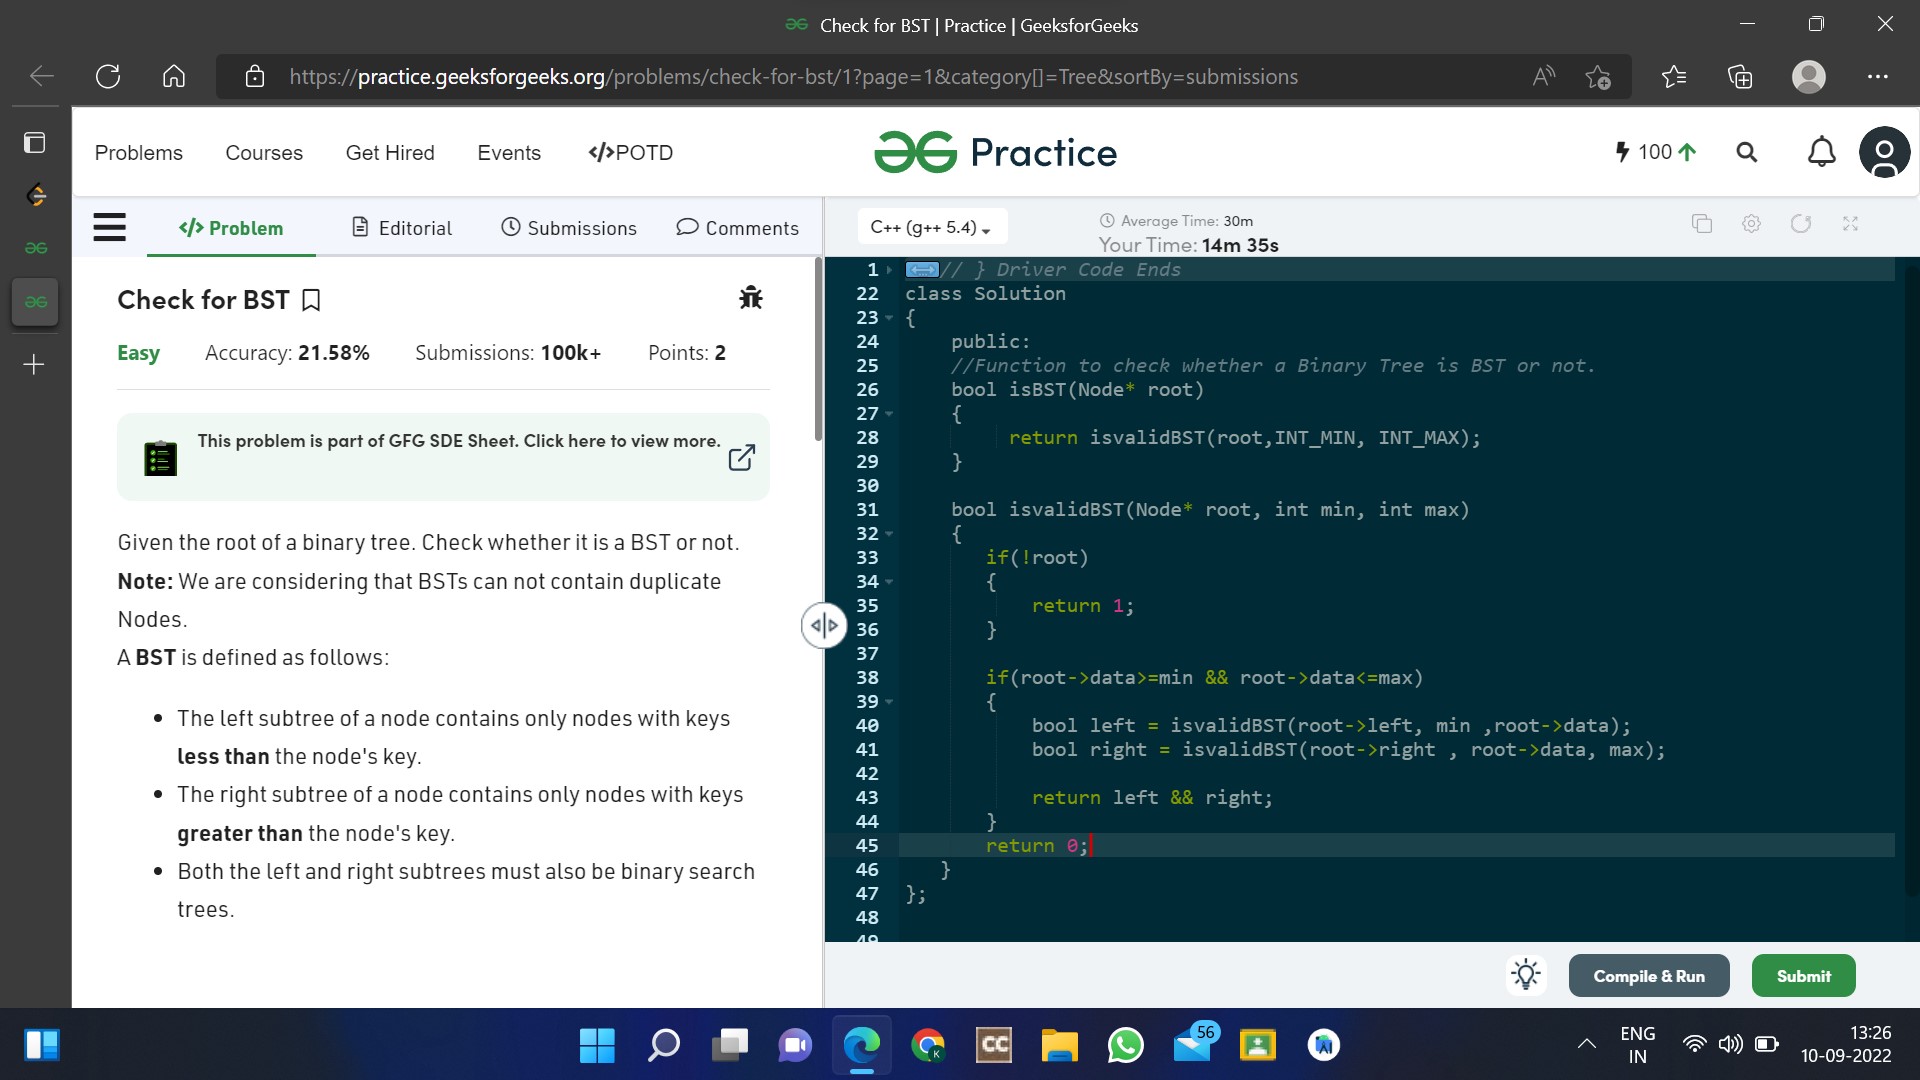 Check for BST | Practice | GeeksforGeeks
https://practice.geeksforgeeks.org/problems/check-for-bst/1?page=1&category[]=Tree&sortBy=submissions
Problems Courses Get Hired Events </>POTD
Practice
100
</> Problem Editorial Submissions Comments
Check for BST
Easy Accuracy: 21.58% Submissions: 100k+ Points: 2
This problem is part of GFG SDE Sheet. Click here to view more.
Given the root of a binary tree. Check whether it is a BST or not.
Note: We are considering that BSTs can not contain duplicate
Nodes.
A BST is defined as follows:
• The left subtree of a node contains only nodes with keys
less than the node's key.
• The right subtree of a node contains only nodes with keys
greater than the node's key.
• Both the left and right subtrees must also be binary search
trees.
C++ (g++ 5.4)
Average Time: 30m
Your Time: 14m 35s
1 // } Driver Code Ends
22 class Solution
23 {
24 public:
25 //Function to check whether a Binary Tree is BST or not.
26 bool isBST(Node* root)
27 {
28 return isvalidBST(root,INT_MIN, INT_MAX);
29 }
30
31 bool isvalidBST(Node* root, int min, int max)
32 {
33 if(!root)
34 {
35 return 1;
36 }
37
38 if(root->data>=min && root->data<=max)
39 {
40 bool left = isvalidBST(root->left, min ,root->data);
41 bool right = isvalidBST(root->right , root->data, max);
42
43 return left && right;
44 }
45 return 0;
46 }
47 };
48
49
Compile & Run Submit
CC
K
56
ENG
IN
13:26
10-09-2022